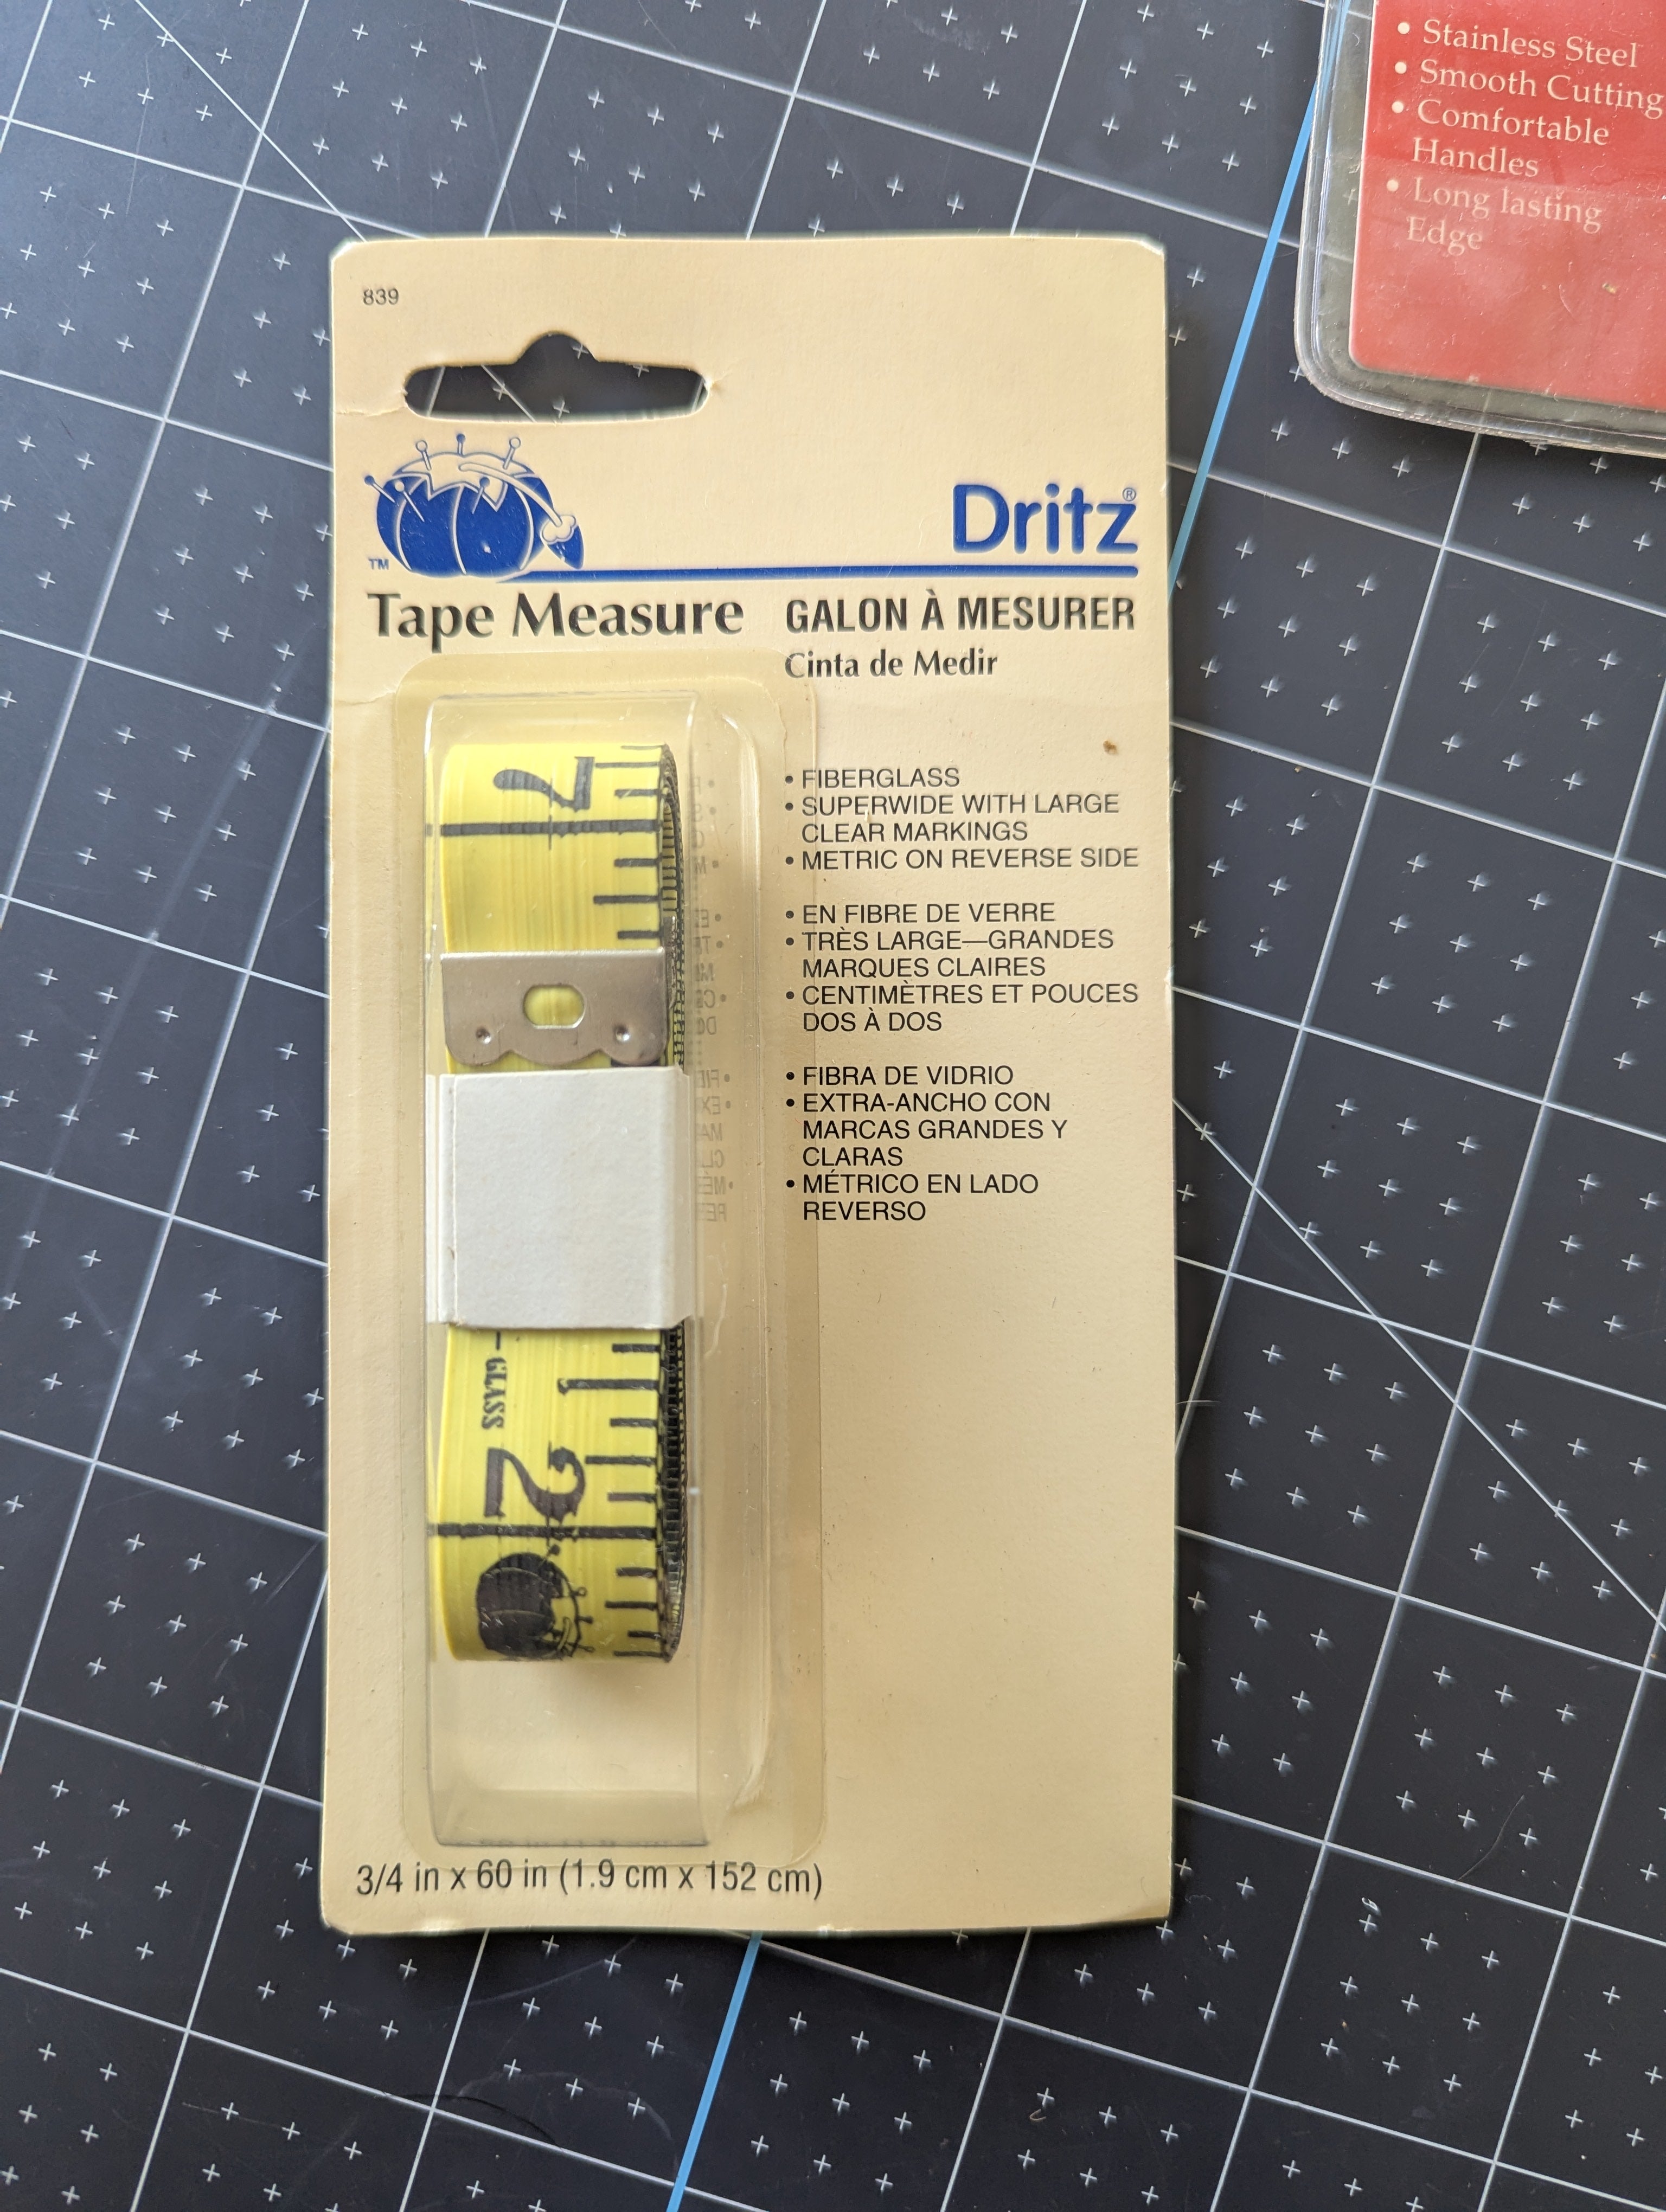 839
Dritz®
™
Tape Measure
GALON À MESURER
Cinta de Medir
• FIBERGLASS
• SUPERWIDE WITH LARGE
CLEAR MARKINGS
• METRIC ON REVERSE SIDE
• EN FIBRE DE VERRE
• TRÈS LARGE—GRANDES
MARQUES CLAIRES
• CENTIMÈTRES ET POUCES
DOS À DOS
• FIBRA DE VIDRIO
• EXTRA-ANCHO CON
MARCAS GRANDES Y
CLARAS
• MÉTRICO EN LADO
REVERSO
7
GLASS
2
3/4 in x 60 in (1.9 cm x 152 cm)
• Stainless Steel
• Smooth Cutting
• Comfortable
Handles
• Long lasting
Edge